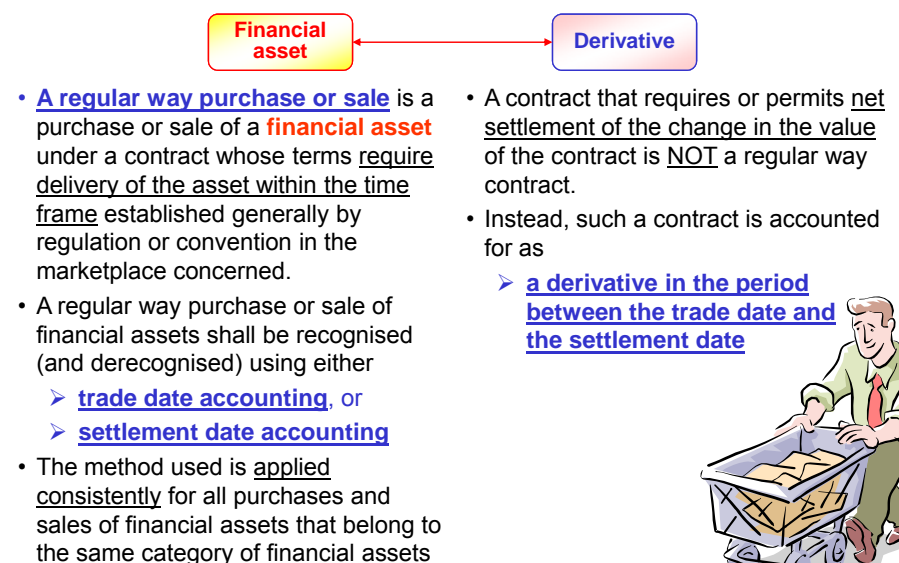 Financial
asset
Derivative
• A regular way purchase or sale is a
purchase or sale of a financial asset
under a contract whose terms require
delivery of the asset within the time
frame established generally by
regulation or convention in the
marketplace concerned.
• A regular way purchase or sale of
financial assets shall be recognised
(and derecognised) using either
➢ trade date accounting, or
➢ settlement date accounting
• The method used is applied
consistently for all purchases and
sales of financial assets that belong to
the same category of financial assets
• A contract that requires or permits net
settlement of the change in the value
of the contract is NOT a regular way
contract.
• Instead, such a contract is accounted
for as
➢ a derivative in the period
between the trade date and
the settlement date